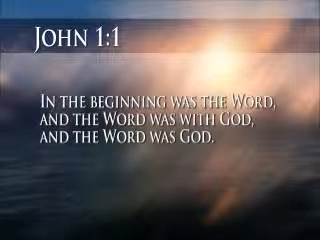 John 1:1
In the beginning was the Word,
and the Word was with God,
and the Word was God.